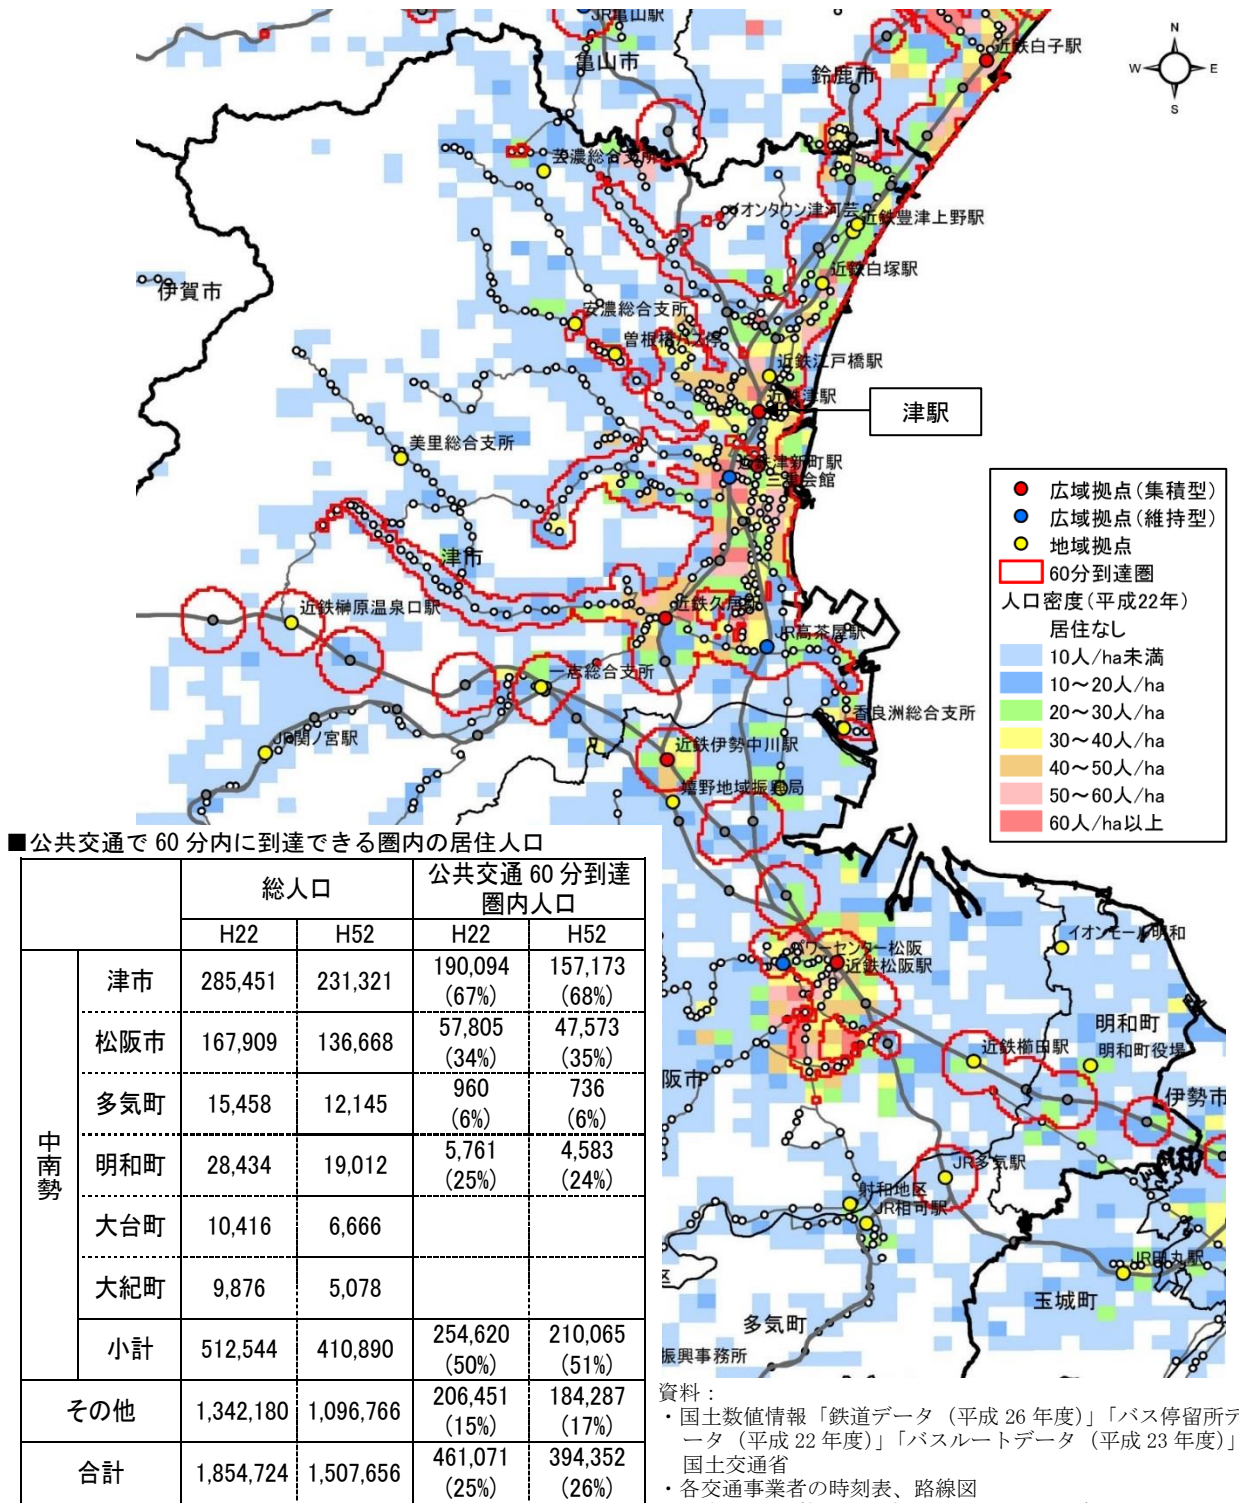 JR亀山駅
亀山市
鈴鹿市
近鉄白子駅
N
W
E
S
芸濃総合支所
イオンタウン津河芸
近鉄豊津上野駅
近鉄白塚駅
伊賀市
安濃総合支所
曽根橋バス停
近鉄江戸橋駅
近鉄津駅
津駅
美里総合支所
近鉄津新町駅
三重会館
津市
近鉄榊原温泉口駅
近鉄久居駅
JR高茶屋駅
一志総合支所
香良洲総合支所
JR関ノ宮駅
近鉄伊勢中川駅
嬉野地域振興局
広域拠点(集積型)
広域拠点(維持型)
地域拠点
60分到達圏
人口密度(平成22年)
居住なし
10人/ha未満
10～20人/ha
20～30人/ha
30～40人/ha
40～50人/ha
50～60人/ha
60人/ha以上
パワーセンター松阪
近鉄松阪駅
イオンモール明和
明和町
近鉄櫛田駅
明和町役場
阪市
伊勢市
JR多気駅
射和地区
JR相可駅
JR田丸駅
玉城町
多気町
振興事務所
■公共交通で 60 分内に到達できる圏内の居住人口
総人口 公共交通 60 分到達
圏内人口
H22 H52 H22 H52
中南勢
津市 285,451 231,321 190,094 157,173
(67%) (68%)
松阪市 167,909 136,668 57,805 47,573
(34%) (35%)
多気町 15,458 12,145 960 736
(6%) (6%)
明和町 28,434 19,012 5,761 4,583
(25%) (24%)
大台町 10,416 6,666
大紀町 9,876 5,078
小計 512,544 410,890 254,620 210,065
(50%) (51%)
その他 1,342,180 1,096,766 206,451 184,287
(15%) (17%)
合計 1,854,724 1,507,656 461,071 394,352
(25%) (26%)
資料：
・国土数値情報「鉄道データ（平成 26 年度）」「バス停留所デ
ータ（平成 22 年度）」「バスルートデータ（平成 23 年度）」
国土交通省
・各交通事業者の時刻表、路線図